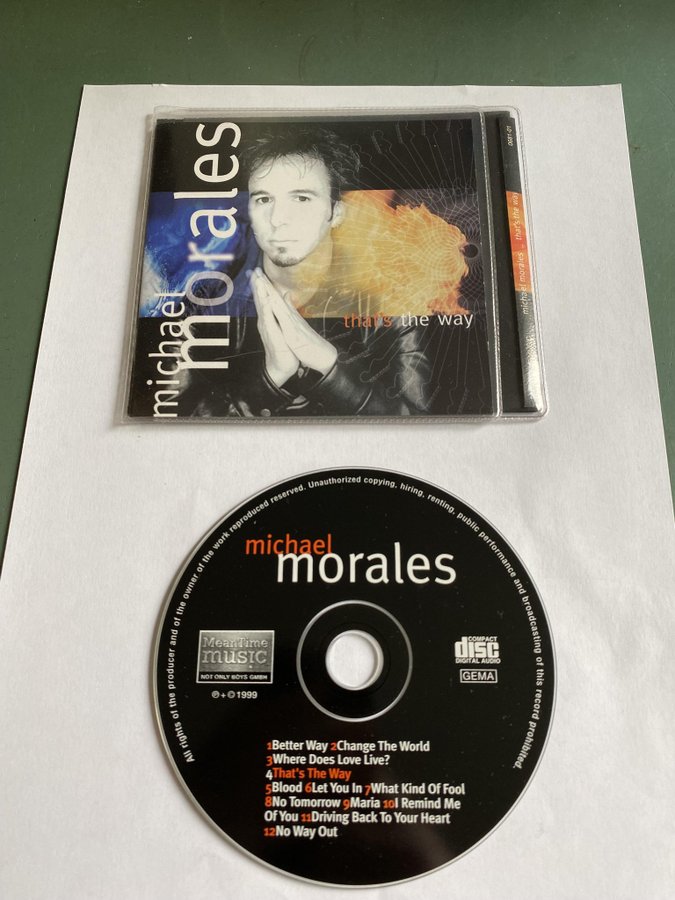 michael
morales
that's the way
michael morales - that's the way
0681-01
All rights of the producer and of the owner of the work reproduced reserved. Unauthorized copying, hiring, renting, public performance and broadcasting of this record prohibited.
michael
morales
MeanTime
music
NOT ONLY BOYS GMBH
℗+©1999
COMPACT
disc
DIGITAL AUDIO
GEMA
1Better Way 2Change The World
3Where Does Love Live?
4That's The Way
5Blood 6Let You In 7What Kind Of Fool
8No Tomorrow 9Maria 10I Remind Me
Of You 11Driving Back To Your Heart
12No Way Out